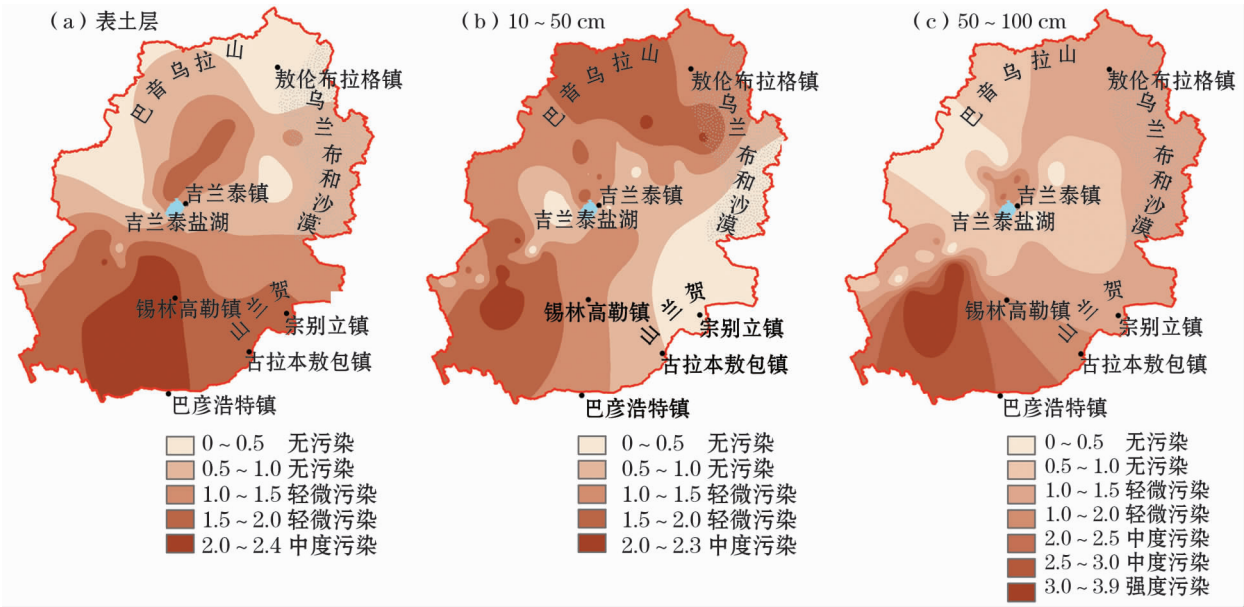 (a) 表土层
巴音乌拉山
敖伦布拉格镇
乌兰布和沙漠
吉兰泰镇
吉兰泰盐湖
锡林高勒镇
贺兰山
宗别立镇
古拉本敖包镇
巴彦浩特镇
0~0.5 无污染
0.5~1.0 无污染
1.0~1.5 轻微污染
1.5~2.0 轻微污染
2.0~2.4 中度污染
(b) 10~50 cm
巴音乌拉山
敖伦布拉格镇
乌兰布和沙漠
吉兰泰镇
吉兰泰盐湖
锡林高勒镇
贺兰山
宗别立镇
古拉本敖包镇
巴彦浩特镇
0~0.5 无污染
0.5~1.0 无污染
1.0~1.5 轻微污染
1.5~2.0 轻微污染
2.0~2.3 中度污染
(c) 50~100 cm
巴音乌拉山
敖伦布拉格镇
乌兰布和沙漠
吉兰泰镇
吉兰泰盐湖
锡林高勒镇
贺兰山
宗别立镇
古拉本敖包镇
巴彦浩特镇
0~0.5 无污染
0.5~1.0 无污染
1.0~1.5 轻微污染
1.0~2.0 轻微污染
2.0~2.5 中度污染
2.5~3.0 中度污染
3.0~3.9 强度污染